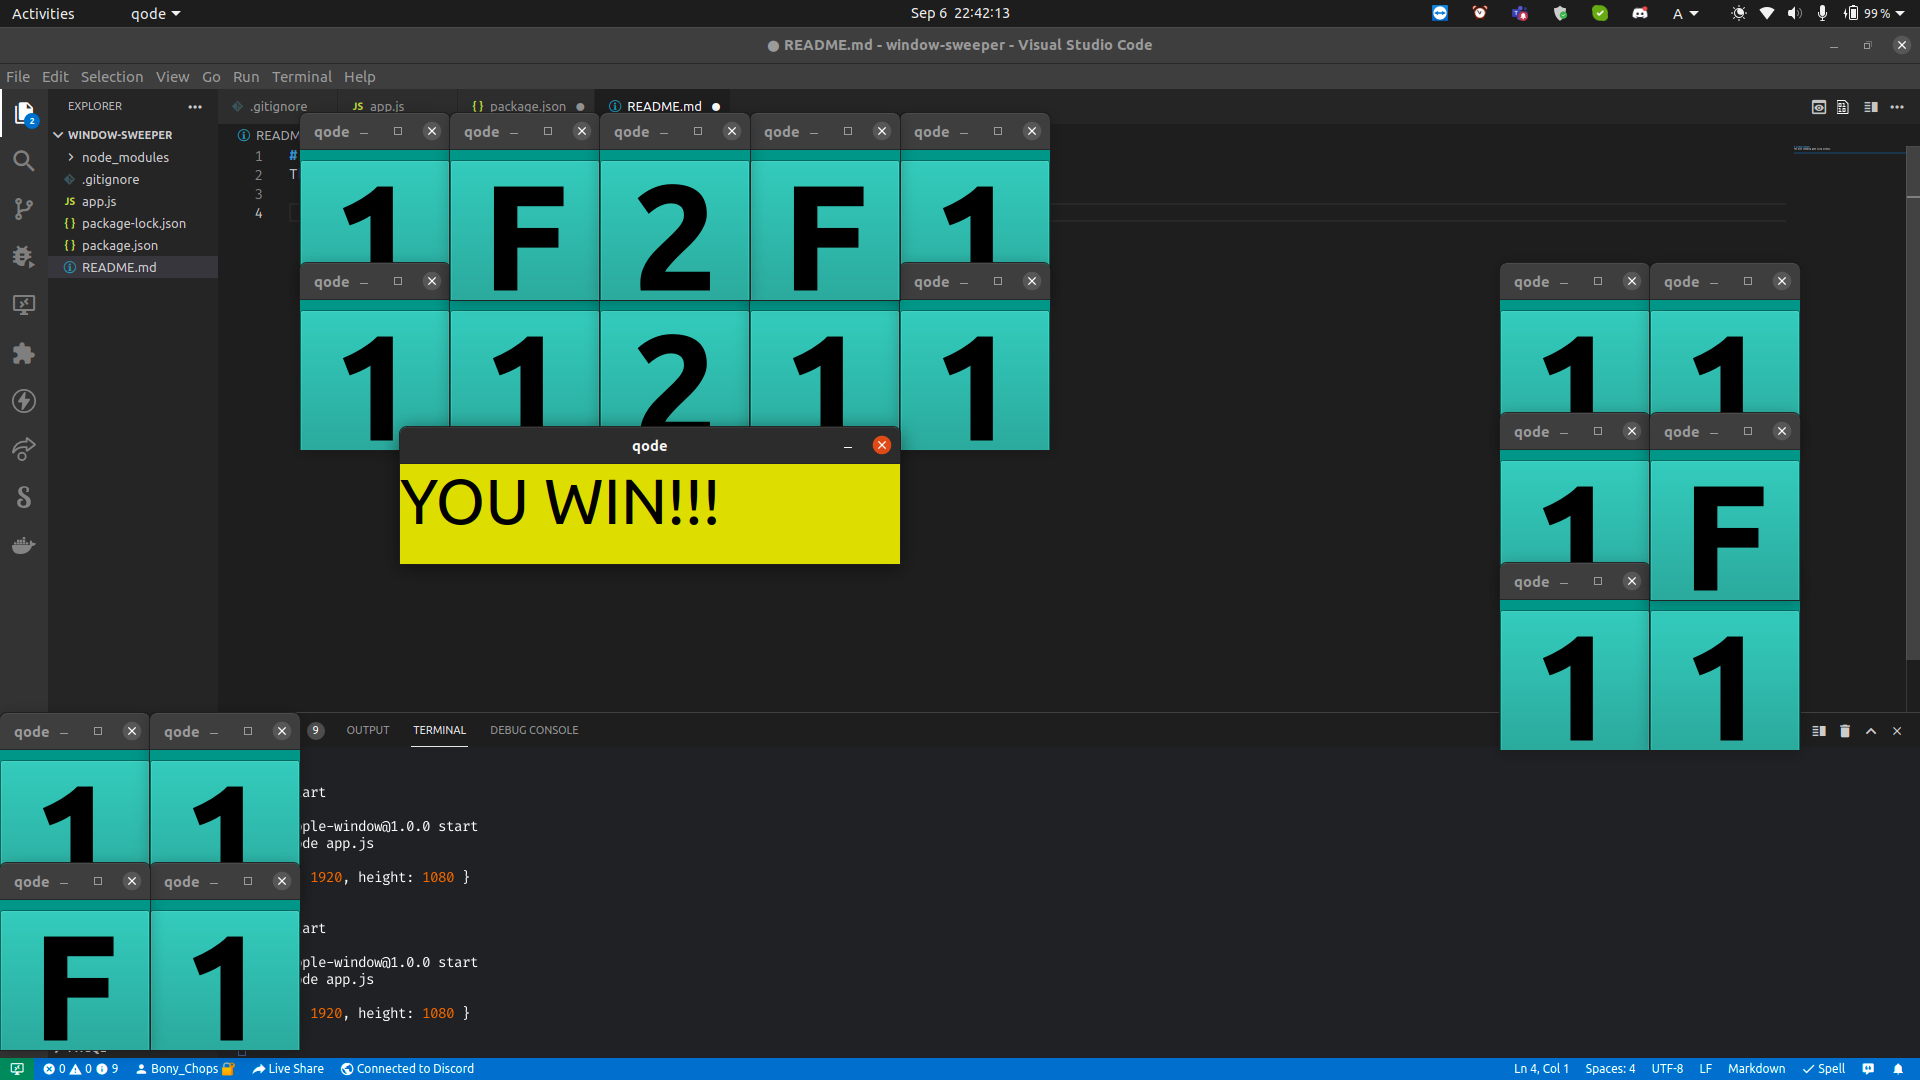 Activities
qode
Sep 6 22:42:13
A
99 %
● README.md - window-sweeper - Visual Studio Code
File Edit Selection View Go Run Terminal Help
EXPLORER
.gitignore
JS app.js
{ } package.json
README.md
2
WINDOW-SWEEPER
node_modules
.gitignore
JS app.js
{ } package-lock.json
{ } package.json
README.md
1 #
2 T
3
4
qode qode qode qode qode
1 F 2 F 1
qode qode
1 1 2 1 1
qode
YOU WIN!!!
qode qode
1 1
qode qode
1 F
qode
1 1
9 OUTPUT TERMINAL DEBUG CONSOLE
qode qode
1 1
qode qode
F 1
art
ple-window@1.0.0 start
de app.js
1920, height: 1080 }
art
ple-window@1.0.0 start
de app.js
1920, height: 1080 }
0 0 9 Bony_Chops Live Share Connected to Discord
Ln 4, Col 1 Spaces: 4 UTF-8 LF Markdown Spell